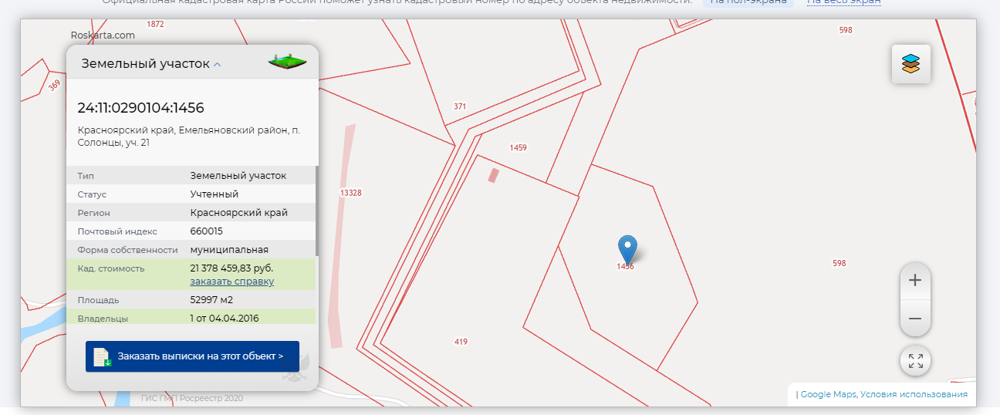 Официальная кадастровая карта России поможет узнать кадастровый номер по адресу объекта недвижимости. На пол-экрана На весь экран
Roskarta.com
Земельный участок
24:11:0290104:1456
Красноярский край, Емельяновский район, п.
Солонцы, уч. 21
Тип Земельный участок
Статус Учтенный
Регион Красноярский край
Почтовый индекс 660015
Форма собственности муниципальная
Кад. стоимость 21 378 459,83 руб.
заказать справку
Площадь 52997 м2
Владельцы 1 от 04.04.2016
Заказать выписки на этот объект >
ГИС ГМП Росреестр 2020
1872
598
369
371
1459
13328
1456
598
419
+
−
| Google Maps, Условия использования